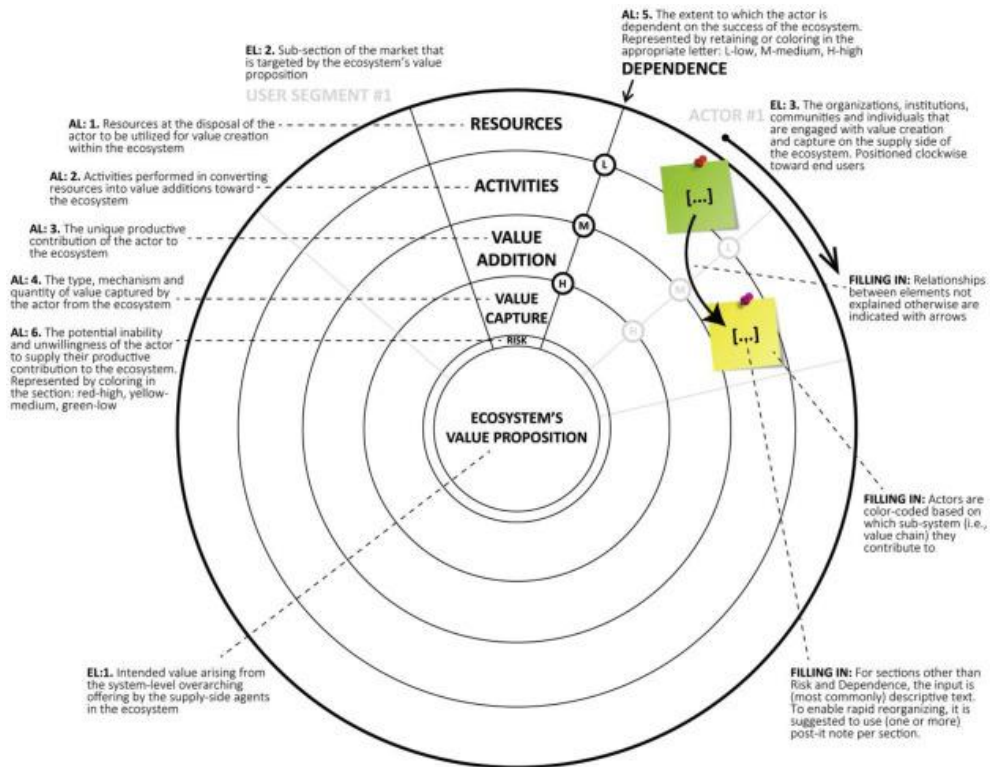 AL: 5. The extent to which the actor is
dependent on the success of the ecosystem.
Represented by retaining or coloring in the
appropriate letter: L-low, M-medium, H-high
DEPENDENCE
EL: 2. Sub-section of the market that
is targeted by the ecosystem's value
proposition
USER SEGMENT #1
ACTOR #1
EL: 3. The organizations, institutions,
communities and individuals that
are engaged with value creation
and capture on the supply side of
the ecosystem. Positioned clockwise
toward end users
AL: 1. Resources at the disposal of the
actor to be utilized for value creation
within the ecosystem
RESOURCES
L
AL: 2. Activities performed in converting
resources into value additions toward
the ecosystem
ACTIVITIES
[...]
M
AL: 3. The unique productive
contribution of the actor to
the ecosystem
VALUE
ADDITION
L
AL: 4. The type, mechanism and
quantity of value captured by
the actor from the ecosystem
H
M
VALUE
CAPTURE
FILLING IN: Relationships
between elements not
explained otherwise are
indicated with arrows
AL: 6. The potential inability
and unwillingness of the actor
to supply their productive
contribution to the ecosystem.
Represented by coloring in
the section: red-high, yellow-
medium, green-low
RISK
H
[...]
ECOSYSTEM'S
VALUE PROPOSITION
FILLING IN: Actors are
color-coded based on
which sub-system (i.e.,
value chain) they
contribute to
EL:1. Intended value arising from
the system-level overarching
offering by the supply-side agents
in the ecosystem
FILLING IN: For sections other than
Risk and Dependence, the input is
(most commonly) descriptive text.
To enable rapid reorganizing, it is
suggested to use (one or more)
post-it note per section.